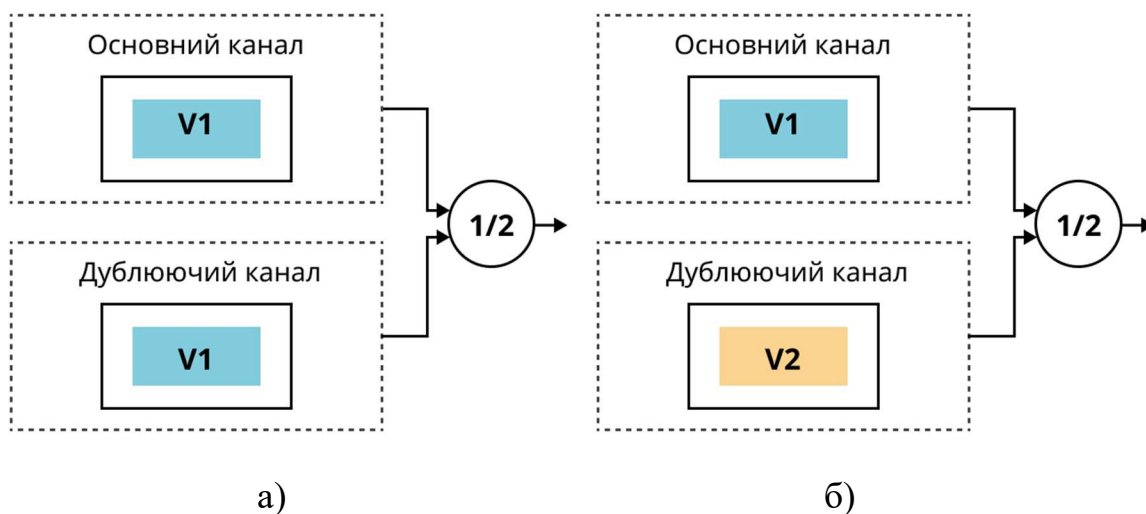 Основний канал
V1
Дублюючий канал
V1
1/2
а)
Основний канал
V1
Дублюючий канал
V2
1/2
б)